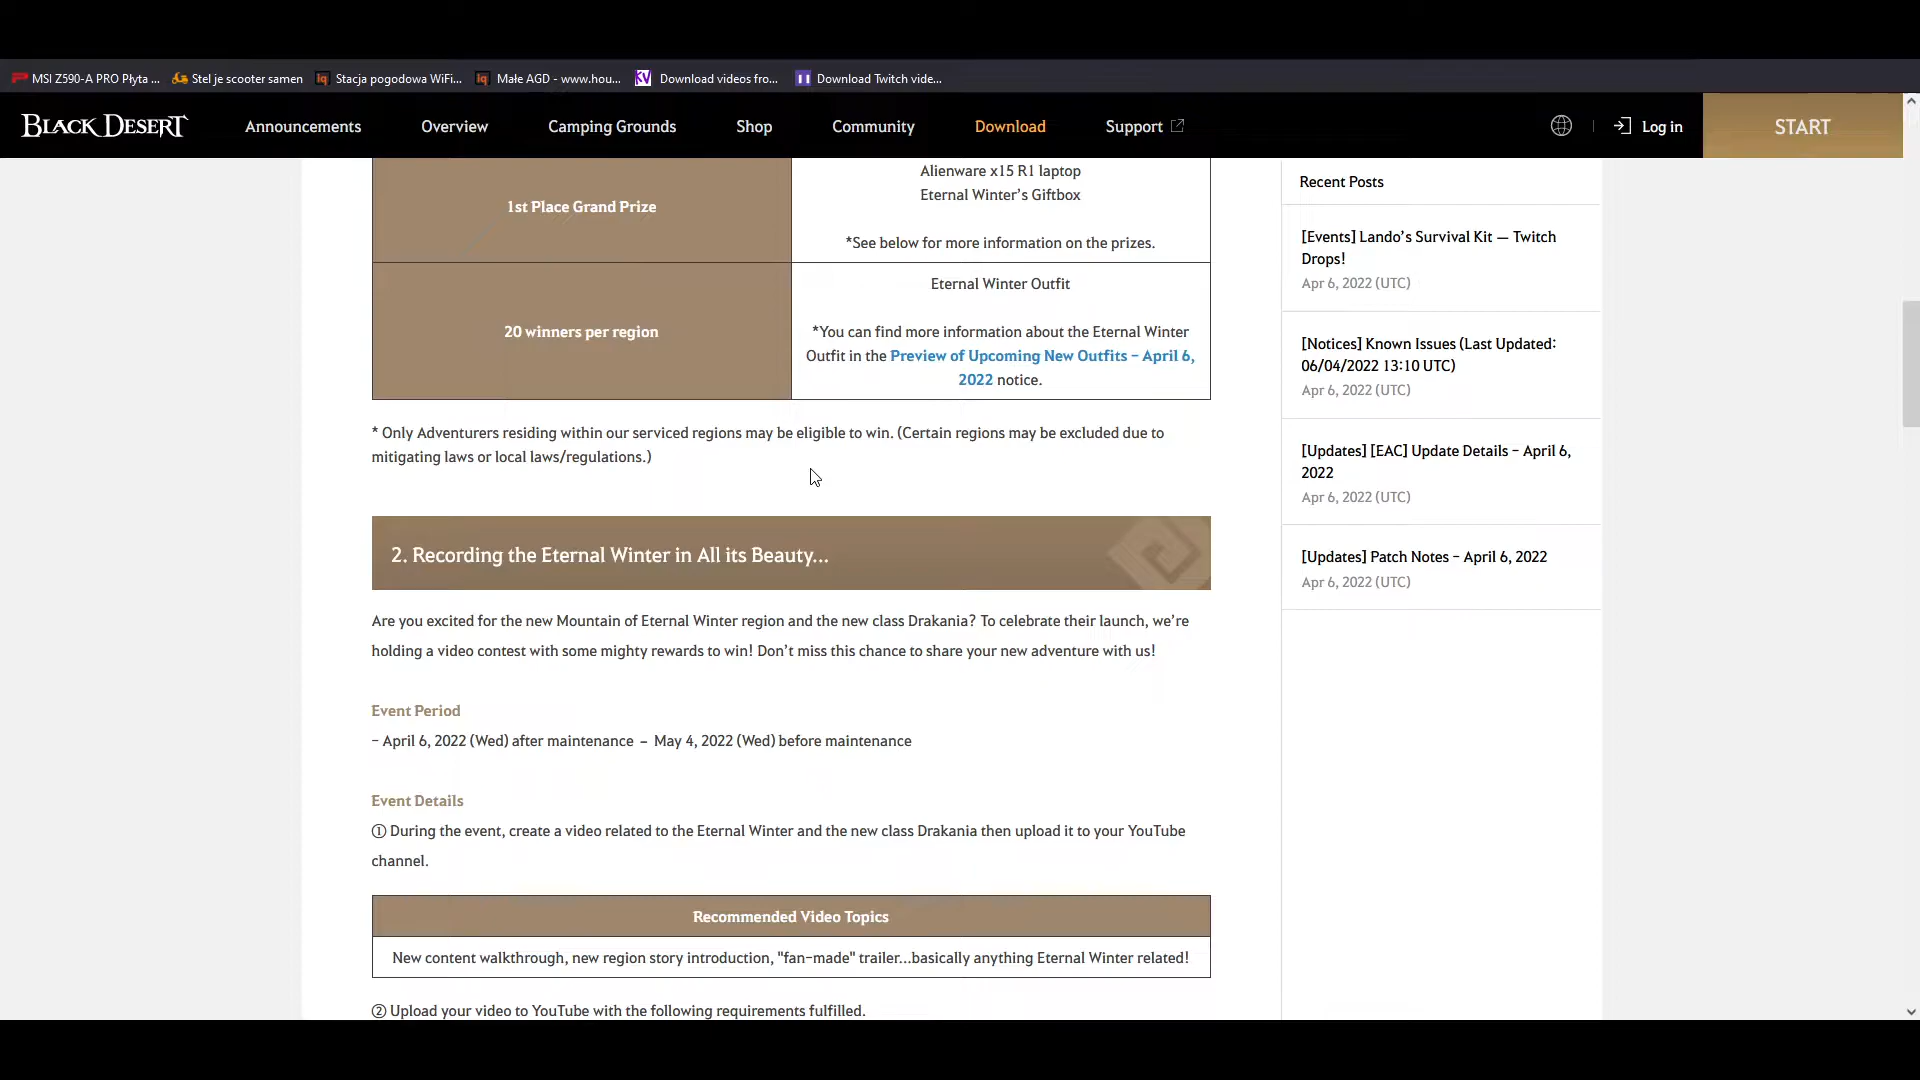 MSI Z590-A PRO Płyta ...
Stel je scooter samen
Stacja pogodowa WiFi...
Małe AGD - www.hou...
Download videos fro...
Download Twitch vide...
BLACK DESERT
Announcements
Overview
Camping Grounds
Shop
Community
Download
Support
Log in
START
Alienware x15 R1 laptop
Eternal Winter's Giftbox
1st Place Grand Prize
*See below for more information on the prizes.
Eternal Winter Outfit
20 winners per region
*You can find more information about the Eternal Winter
Outfit in the Preview of Upcoming New Outfits – April 6,
2022 notice.
* Only Adventurers residing within our serviced regions may be eligible to win. (Certain regions may be excluded due to
mitigating laws or local laws/regulations.)
2. Recording the Eternal Winter in All its Beauty...
Are you excited for the new Mountain of Eternal Winter region and the new class Drakania? To celebrate their launch, we're
holding a video contest with some mighty rewards to win! Don't miss this chance to share your new adventure with us!
Event Period
– April 6, 2022 (Wed) after maintenance – May 4, 2022 (Wed) before maintenance
Event Details
① During the event, create a video related to the Eternal Winter and the new class Drakania then upload it to your YouTube
channel.
Recommended Video Topics
New content walkthrough, new region story introduction, "fan-made" trailer...basically anything Eternal Winter related!
② Upload your video to YouTube with the following requirements fulfilled.
Recent Posts
[Events] Lando's Survival Kit — Twitch
Drops!
Apr 6, 2022 (UTC)
[Notices] Known Issues (Last Updated:
06/04/2022 13:10 UTC)
Apr 6, 2022 (UTC)
[Updates] [EAC] Update Details – April 6,
2022
Apr 6, 2022 (UTC)
[Updates] Patch Notes – April 6, 2022
Apr 6, 2022 (UTC)